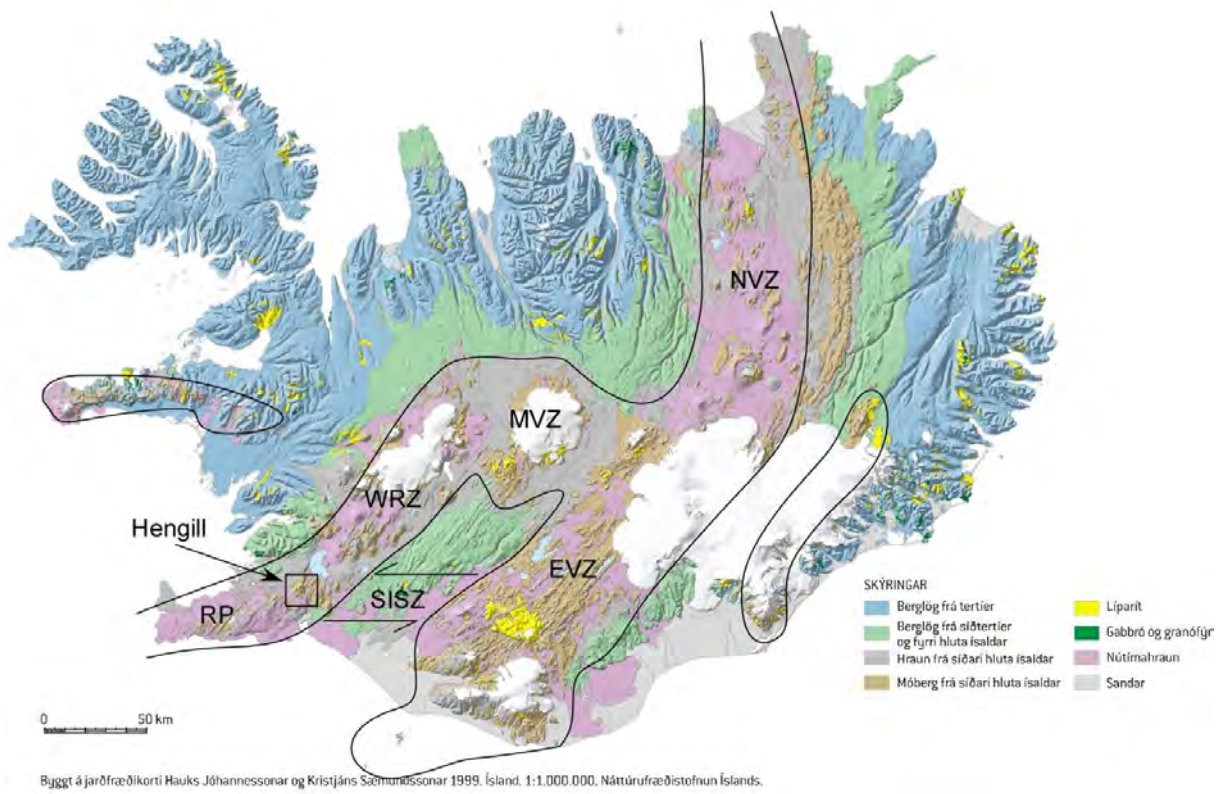 NVZ
MVZ
WRZ
Hengill
EVZ
SISZ
RP
SKÝRINGAR
Berglög frá tertíer
Berglög frá síðtertíer
og fyrri hluta ísaldar
Hraun frá síðari hluta ísaldar
Móberg frá síðari hluta ísaldar
Líparít
Gabbró og granófýr
Nútímahraun
Sandar
0 50 km
Byggt á jarðfræðikorti Hauks Jóhannessonar og Kristjáns Sæmundssonar 1999. Ísland. 1:1.000.000. Náttúrufræðistofnun Íslands.